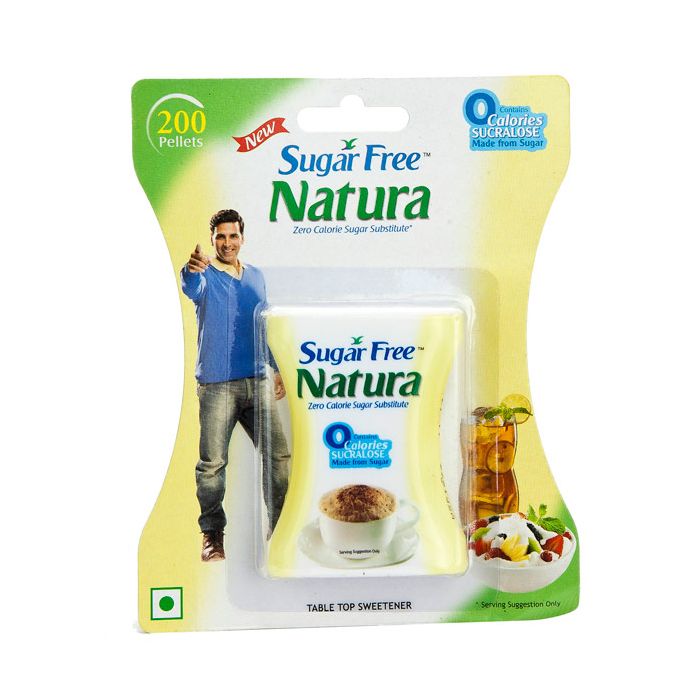 200
Pellets
New
Sugar Free™
Natura
Zero Calorie Sugar Substitute*
0 Contains
Calories
SUCRALOSE
Made from Sugar
Sugar Free™
Natura
Zero Calorie Sugar Substitute
0 Contains
Calories
SUCRALOSE
Made from Sugar
Serving Suggestion Only
TABLE TOP SWEETENER
* Serving Suggestion Only